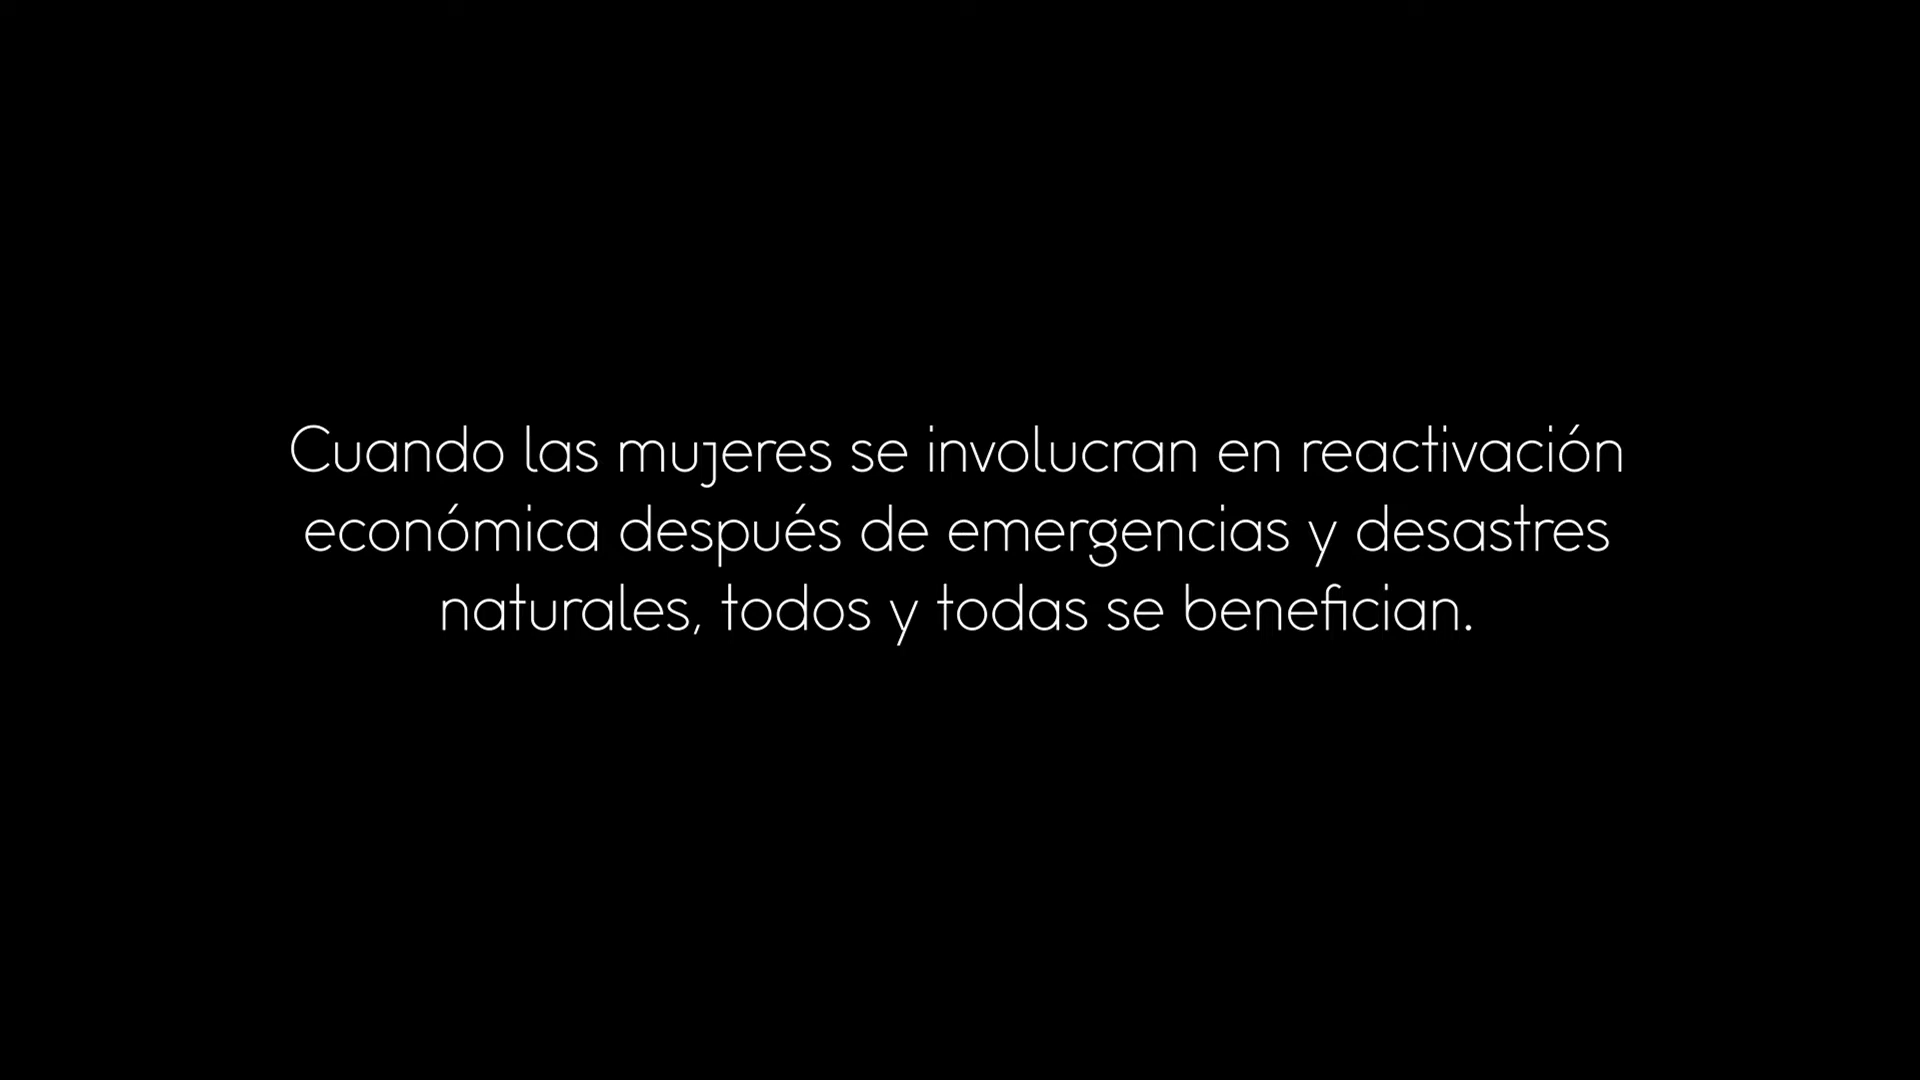 Cuando las mujeres se involucran en reactivación
económica después de emergencias y desastres
naturales, todos y todas se benefician.